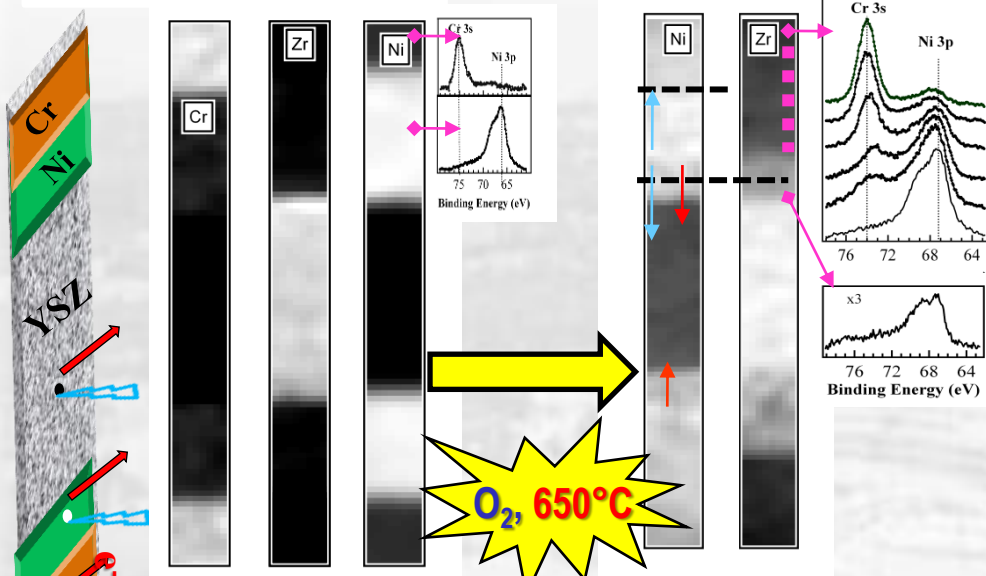 Cr
Ni
YSZ
e-
Cr
Zr
Ni
Cr 3s
Ni 3p
75 70 65
Binding Energy (eV)
O2, 650°C
Ni
Zr
Cr 3s
Ni 3p
76 72 68 64
x3
76 72 68 64
Binding Energy (eV)